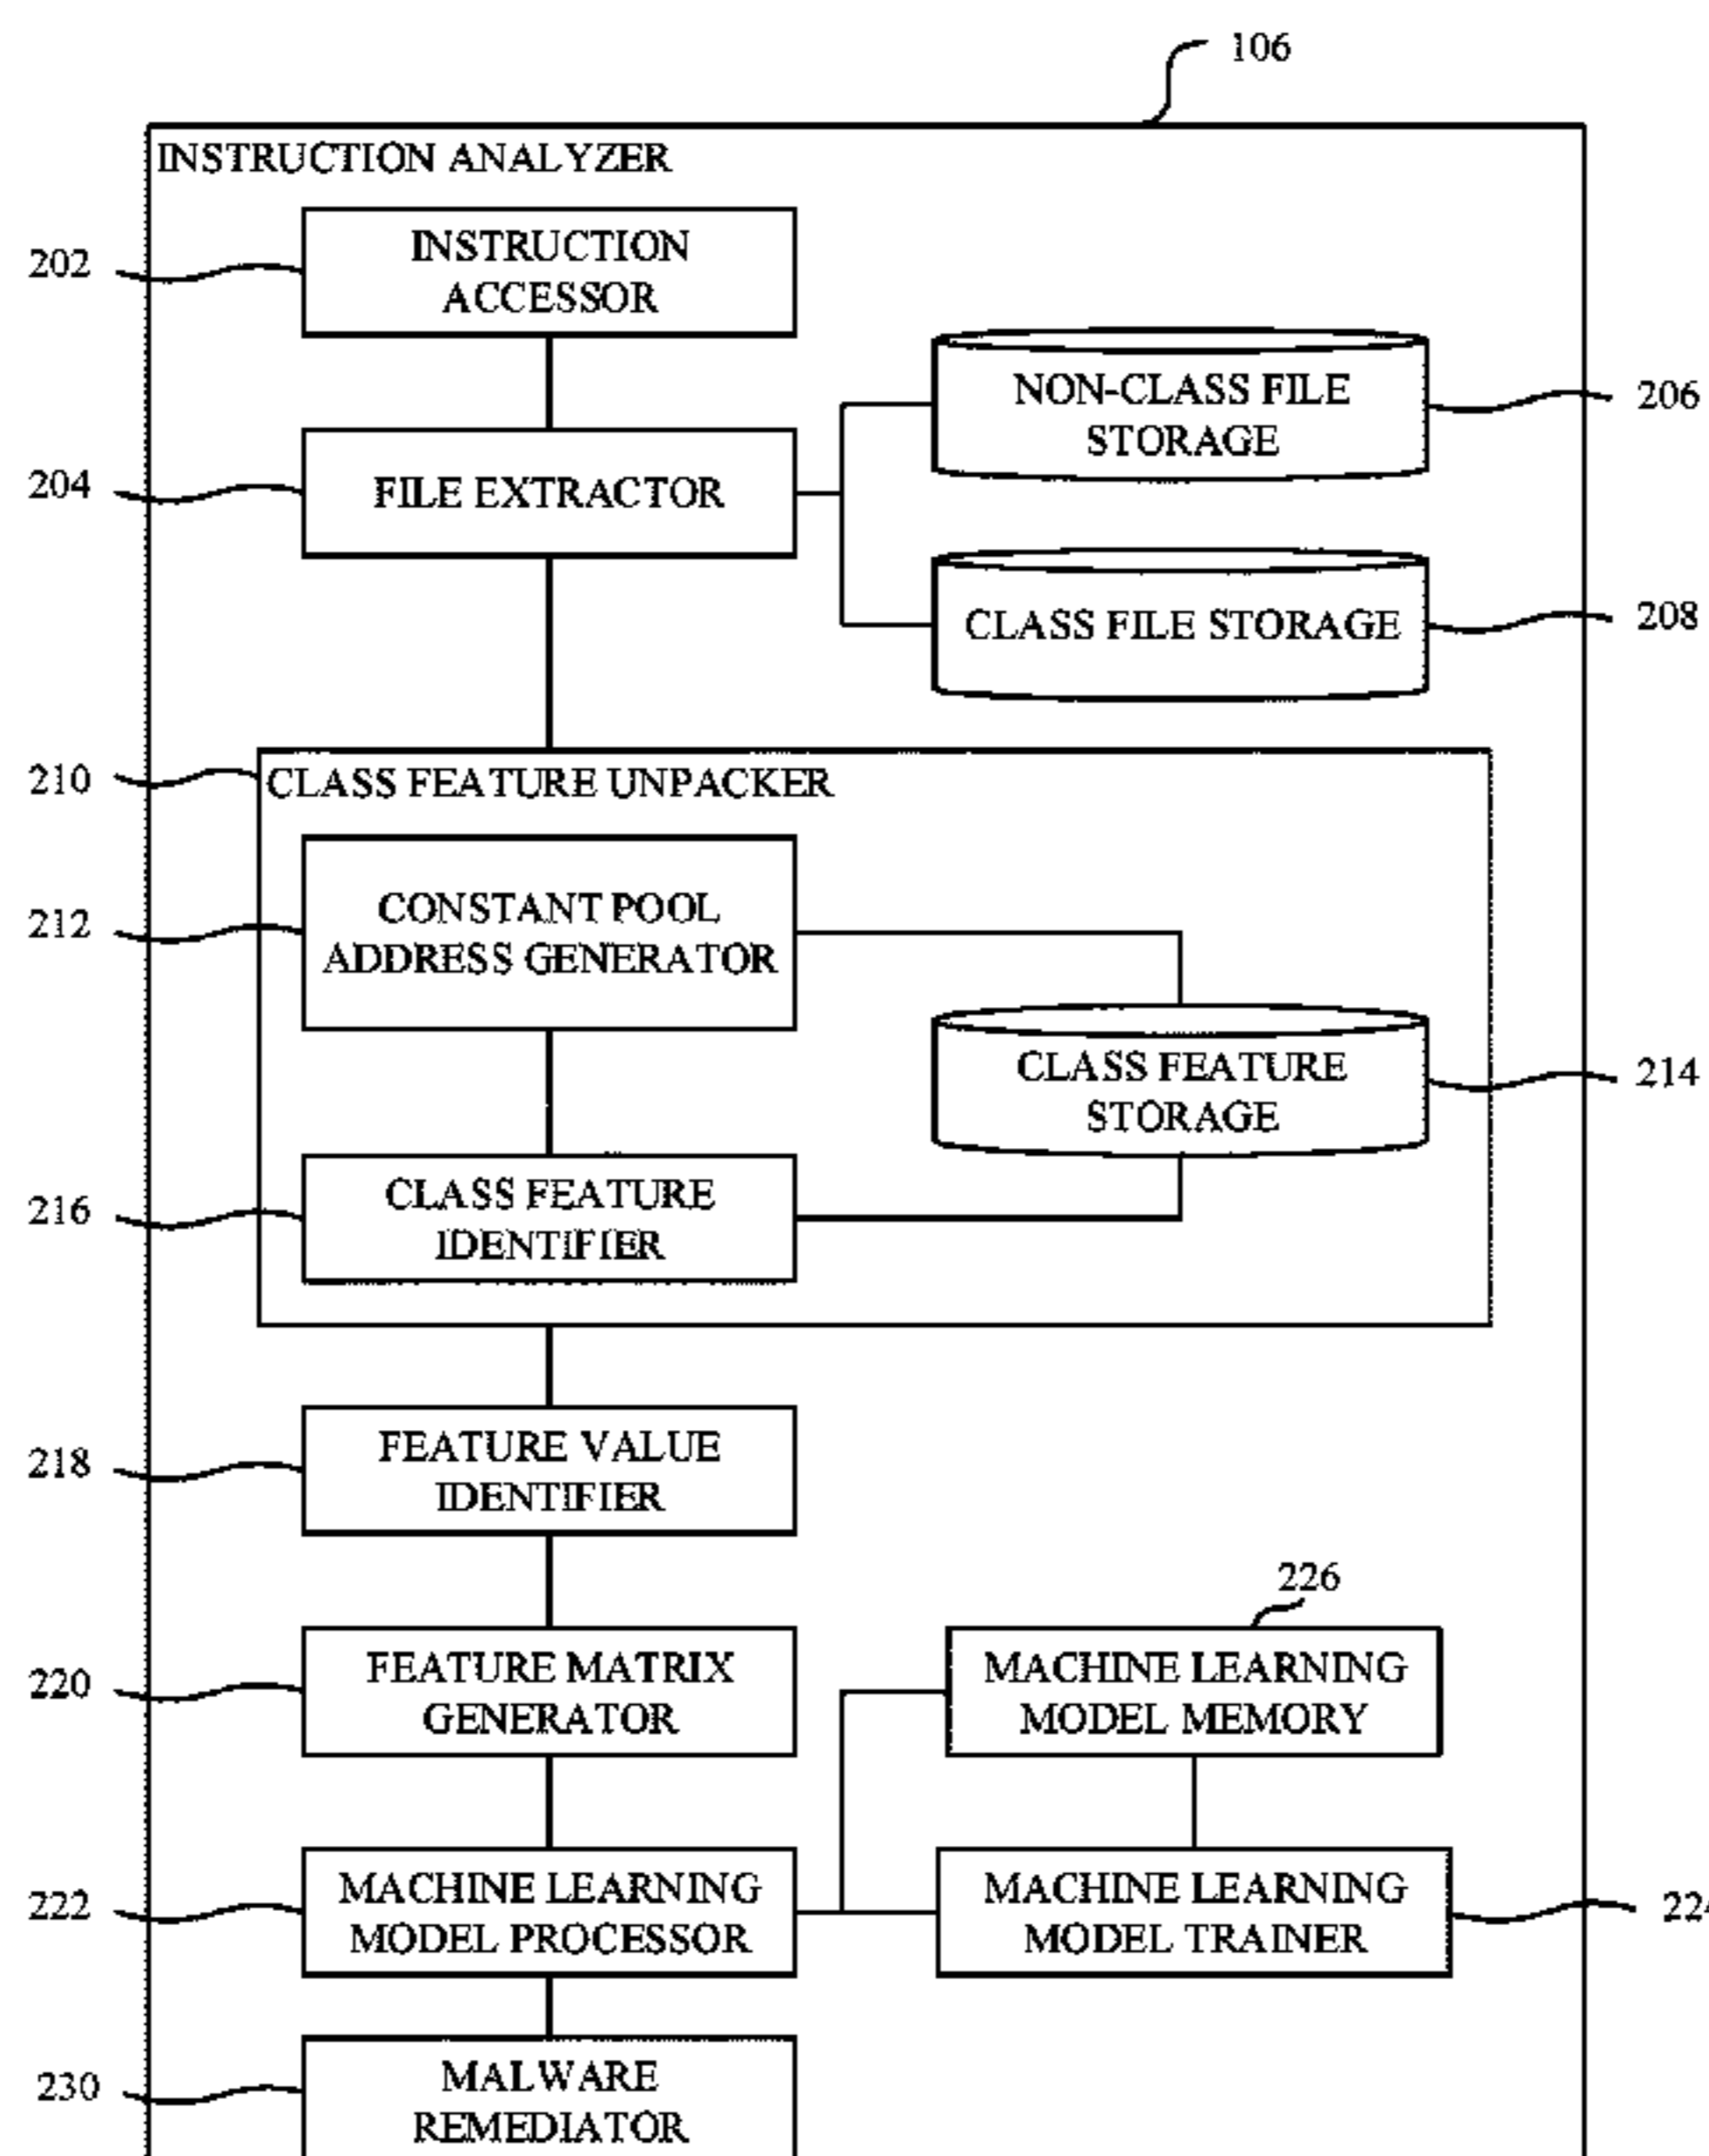 106
INSTRUCTION ANALYZER
202
INSTRUCTION
ACCESSOR
NON-CLASS FILE
STORAGE
206
204
FILE EXTRACTOR
CLASS FILE STORAGE
208
210
CLASS FEATURE UNPACKER
212
CONSTANT POOL
ADDRESS GENERATOR
CLASS FEATURE
STORAGE
214
216
CLASS FEATURE
IDENTIFIER
218
FEATURE VALUE
IDENTIFIER
226
220
FEATURE MATRIX
GENERATOR
MACHINE LEARNING
MODEL MEMORY
222
MACHINE LEARNING
MODEL PROCESSOR
MACHINE LEARNING
MODEL TRAINER
224
230
MALWARE
REMEDIATOR